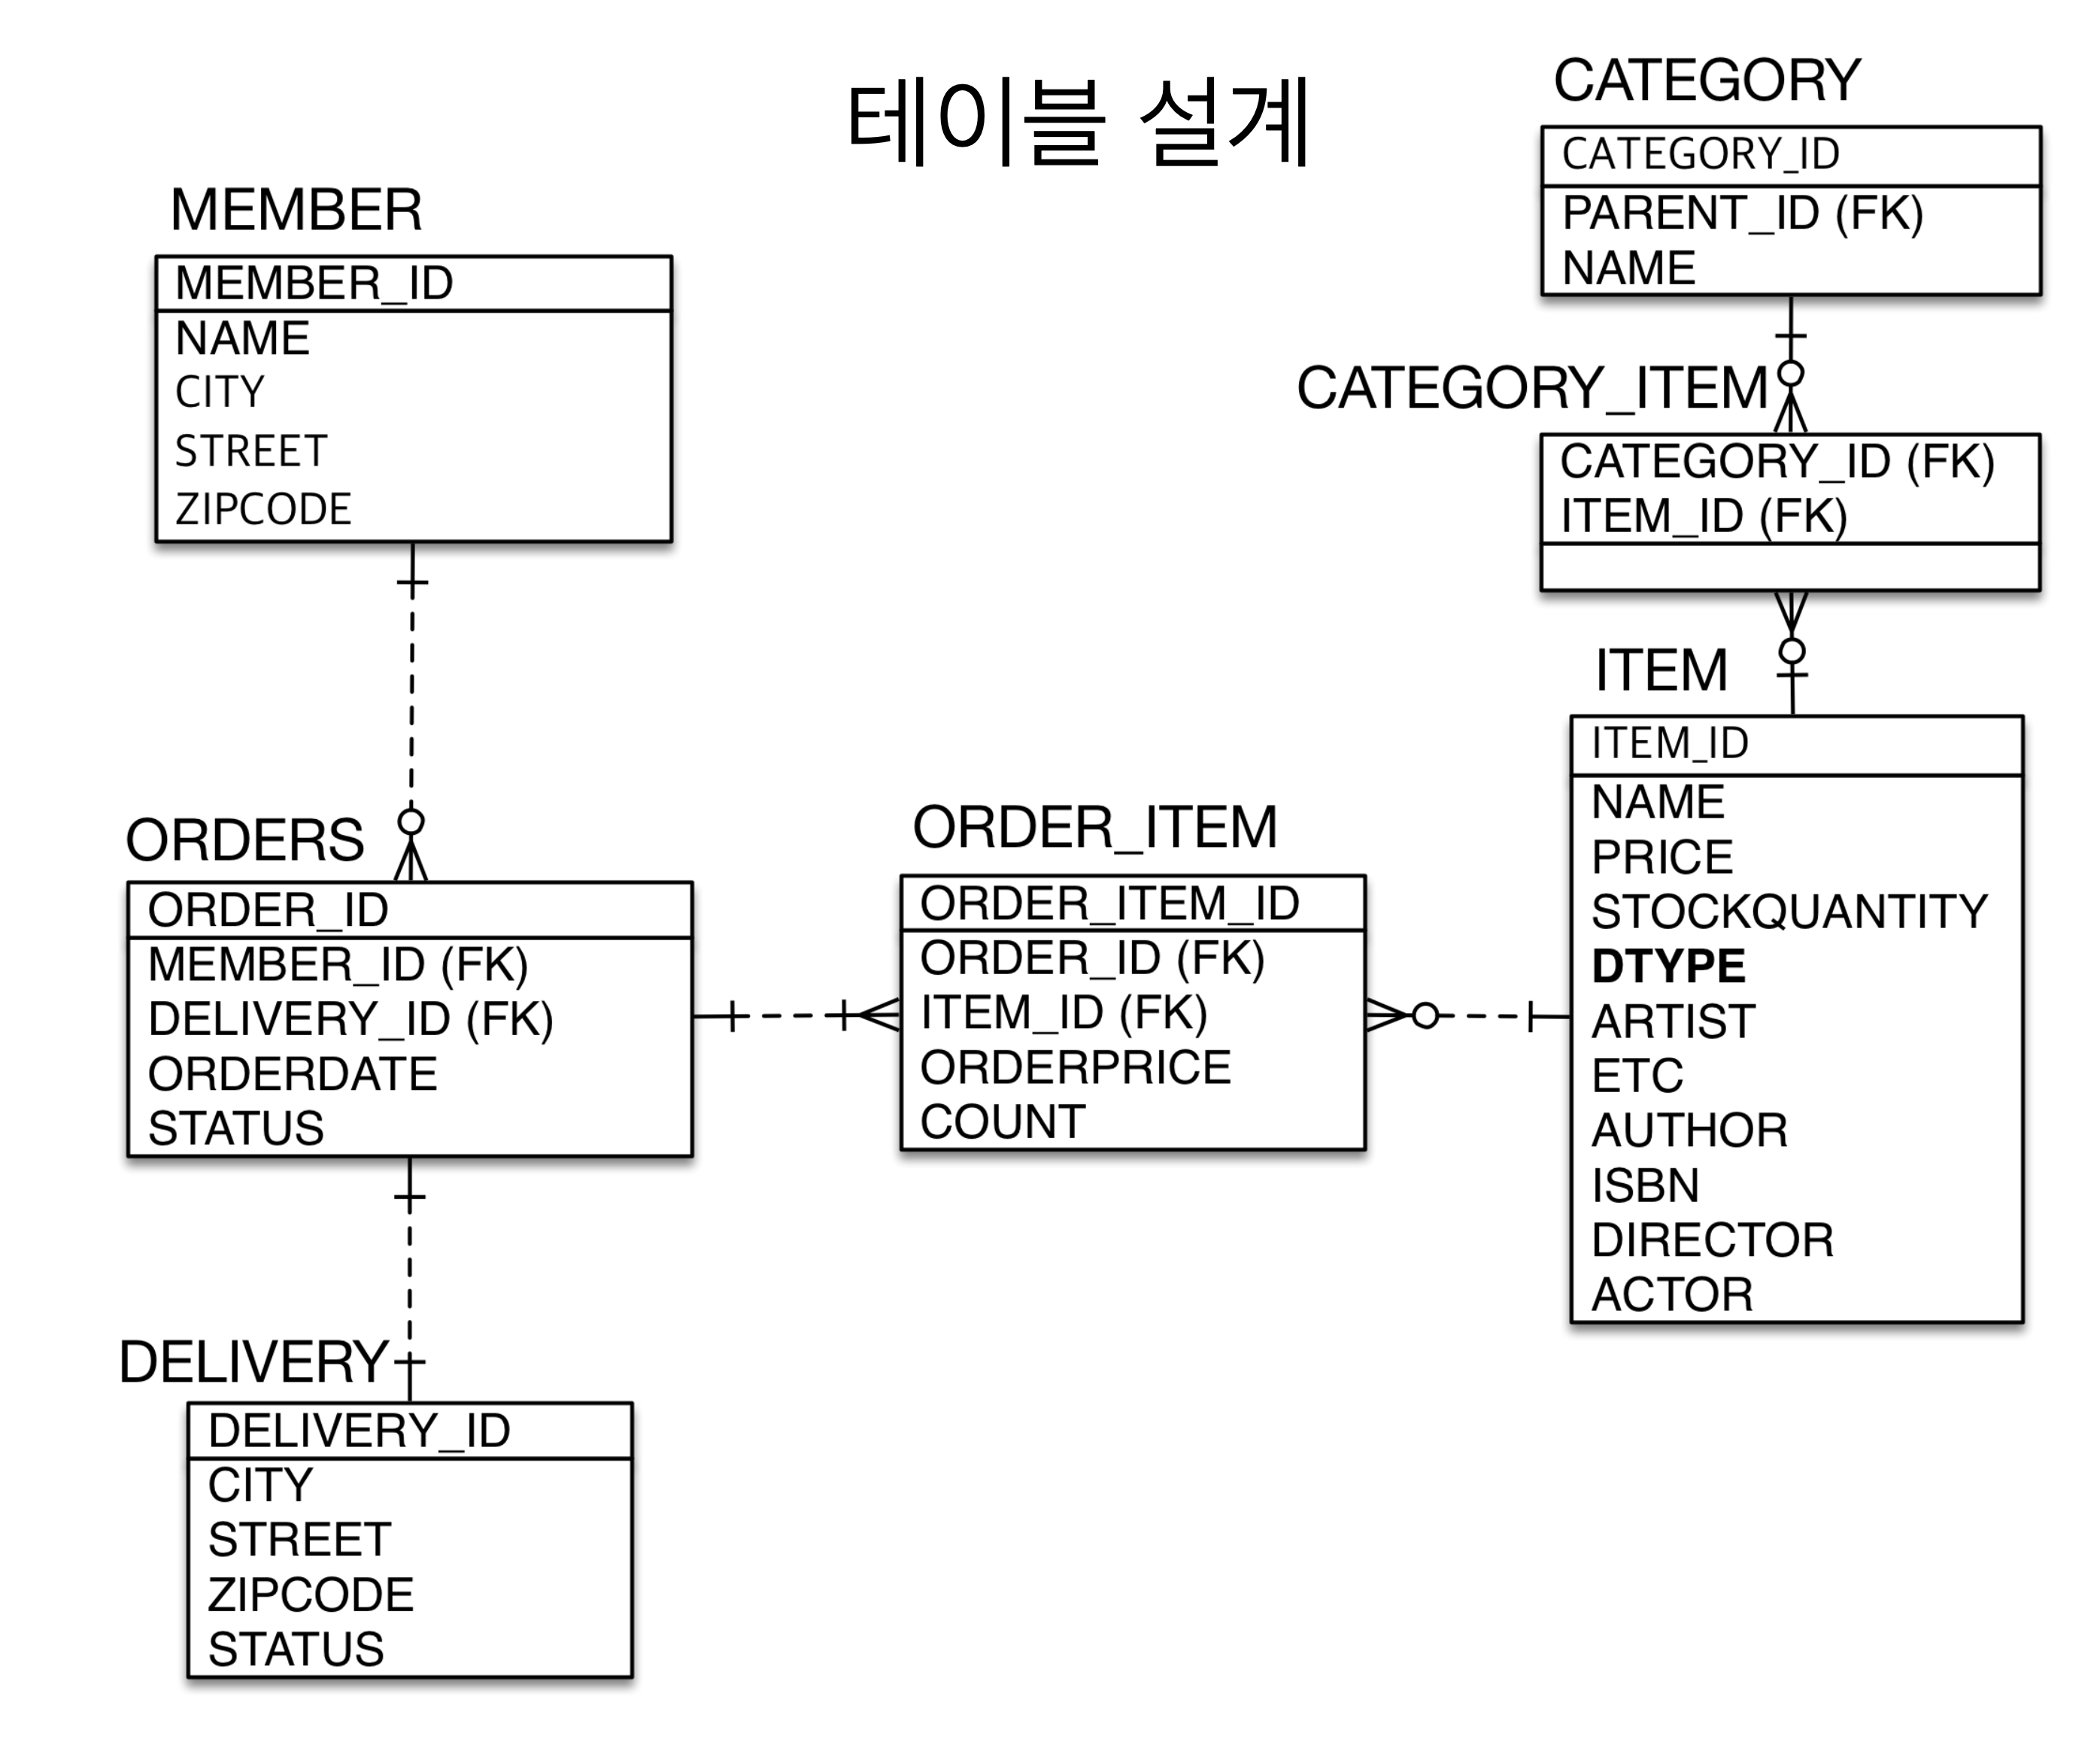 테이블 설계
MEMBER
MEMBER_ID
NAME
CITY
STREET
ZIPCODE
ORDERS
ORDER_ID
MEMBER_ID (FK)
DELIVERY_ID (FK)
ORDERDATE
STATUS
DELIVERY
DELIVERY_ID
CITY
STREET
ZIPCODE
STATUS
ORDER_ITEM
ORDER_ITEM_ID
ORDER_ID (FK)
ITEM_ID (FK)
ORDERPRICE
COUNT
CATEGORY
CATEGORY_ID
PARENT_ID (FK)
NAME
CATEGORY_ITEM
CATEGORY_ID (FK)
ITEM_ID (FK)
ITEM
ITEM_ID
NAME
PRICE
STOCKQUANTITY
DTYPE
ARTIST
ETC
AUTHOR
ISBN
DIRECTOR
ACTOR